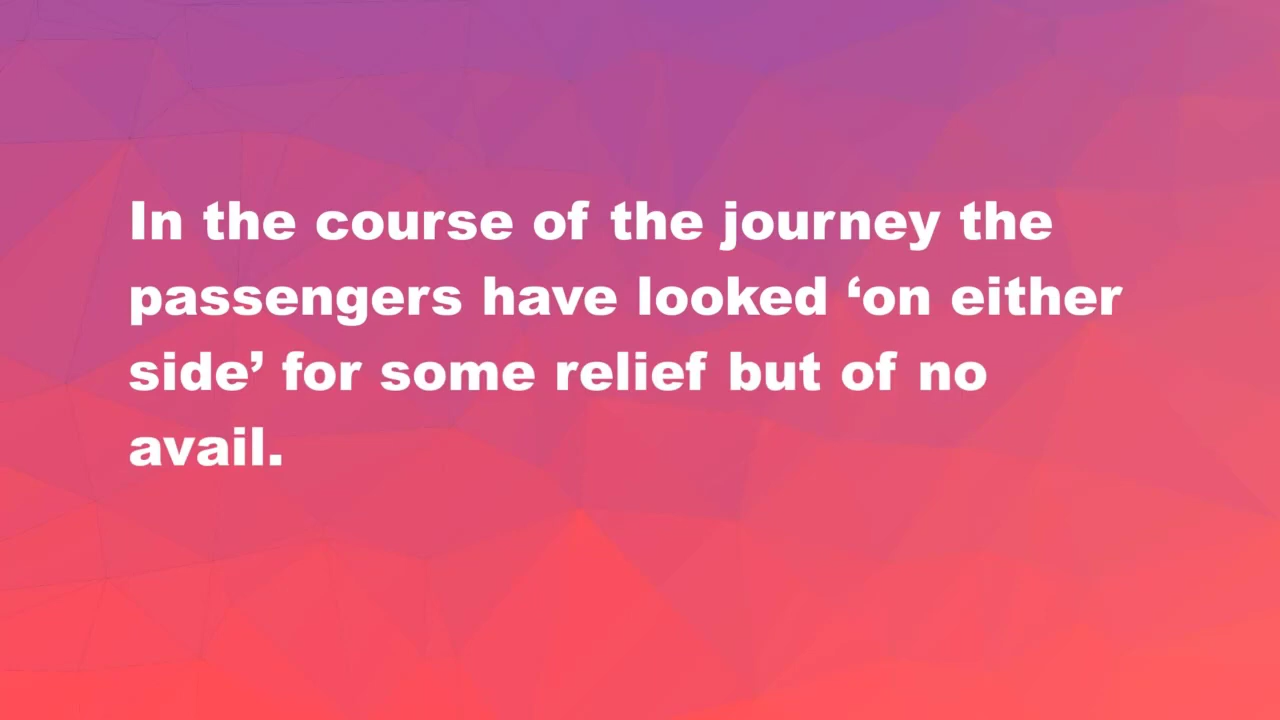 In the course of the journey the
passengers have looked ‘on either
side’ for some relief but of no
avail.